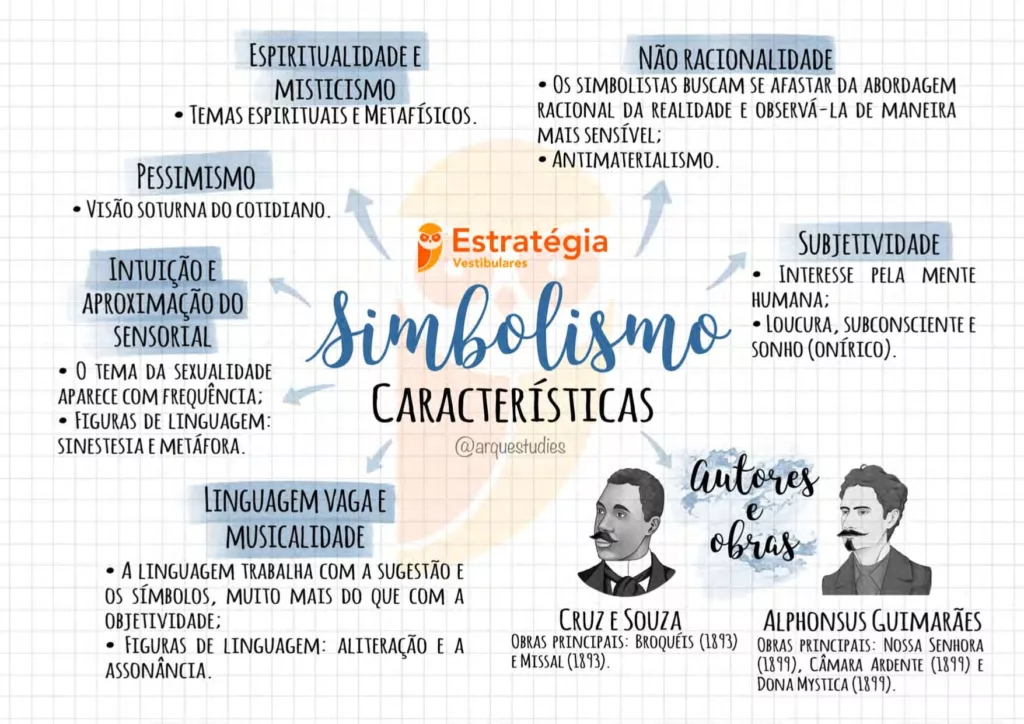 Espiritualidade e
misticismo
• Temas espirituais e Metafísicos.
Não racionalidade
• Os simbolistas buscam se afastar da abordagem
racional da realidade e observá-la de maneira
mais sensível;
• Antimaterialismo.
Pessimismo
• Visão soturna do cotidiano.
Estratégia
Vestibulares
Subjetividade
• Interesse pela mente
humana;
• Loucura, subconsciente e
sonho (onírico).
Intuição e
aproximação do
sensorial
• O tema da sexualidade
aparece com frequência;
• Figuras de linguagem:
sinestesia e metáfora.
Simbolismo
Características
@arquestudies
Linguagem vaga e
musicalidade
• A linguagem trabalha com a sugestão e
os símbolos, muito mais do que com a
objetividade;
• Figuras de linguagem: aliteração e a
assonância.
Autores
e
obras
Cruz e Souza
Obras principais: Broquéis (1893)
e Missal (1893).
Alphonsus Guimarães
Obras principais: Nossa Senhora
(1899), Câmara Ardente (1899) e
Dona Mystica (1899).